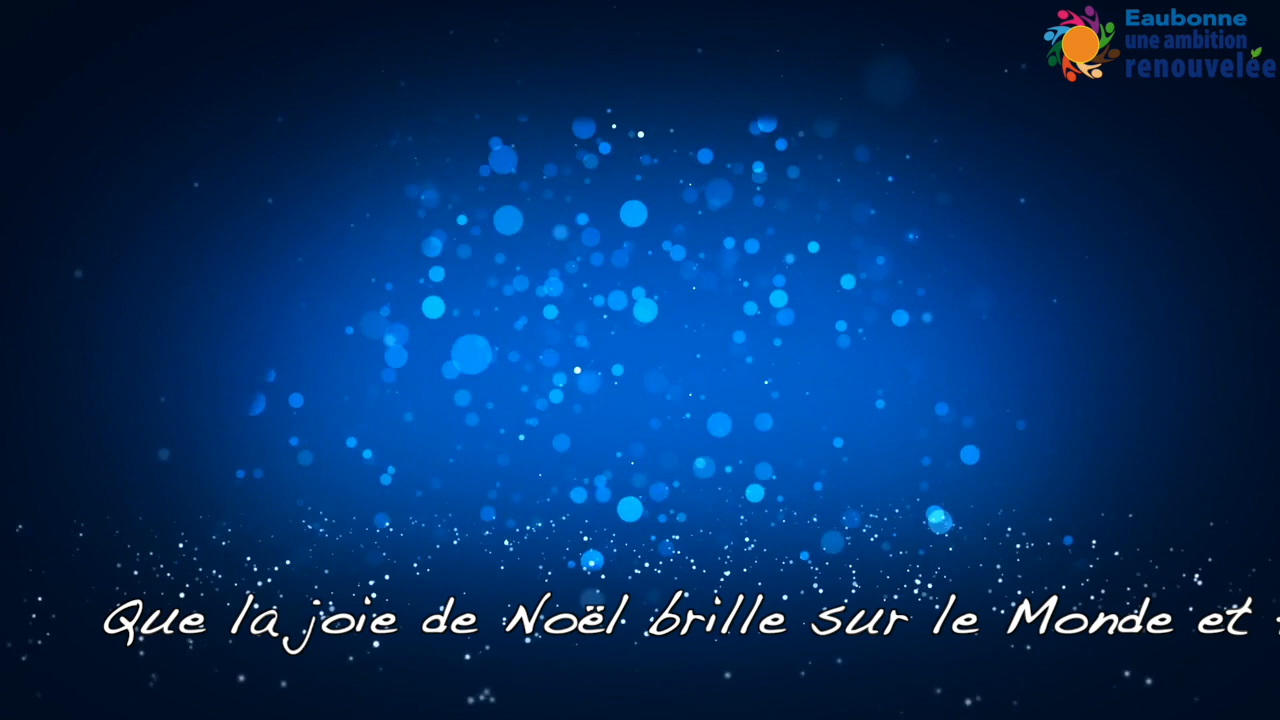 Eaubonne
une ambition
renouvelée
Que la joie de Noël brille sur le Monde et